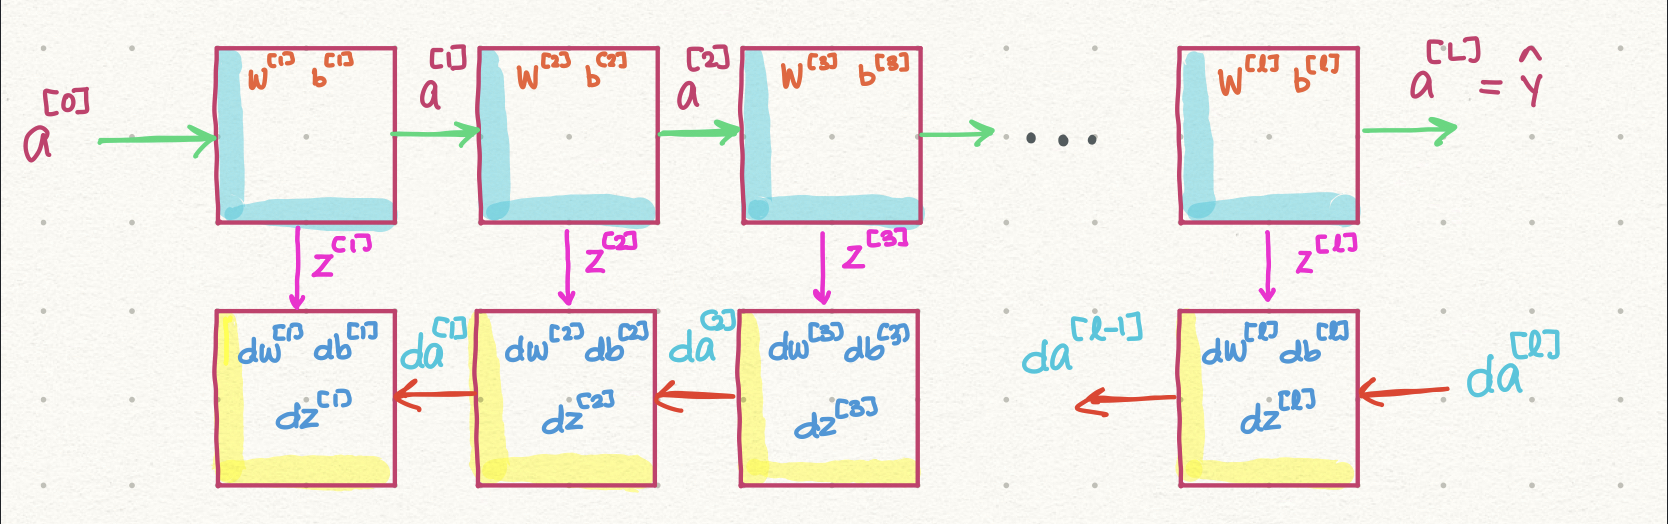 a^[0]
W^[1] b^[1]
a^[1]
W^[2] b^[2]
a^[2]
W^[3] b^[3]
...
W^[l] b^[l]
a^[L] = Ŷ
z^[1]
z^[2]
z^[3]
z^[l]
dW^[1] db^[1]
dz^[1]
da^[1]
dW^[2] db^[2]
dz^[2]
da^[2]
dW^[3] db^[3]
dz^[3]
da^[l-1]
dW^[l] db^[l]
dz^[l]
da^[l]